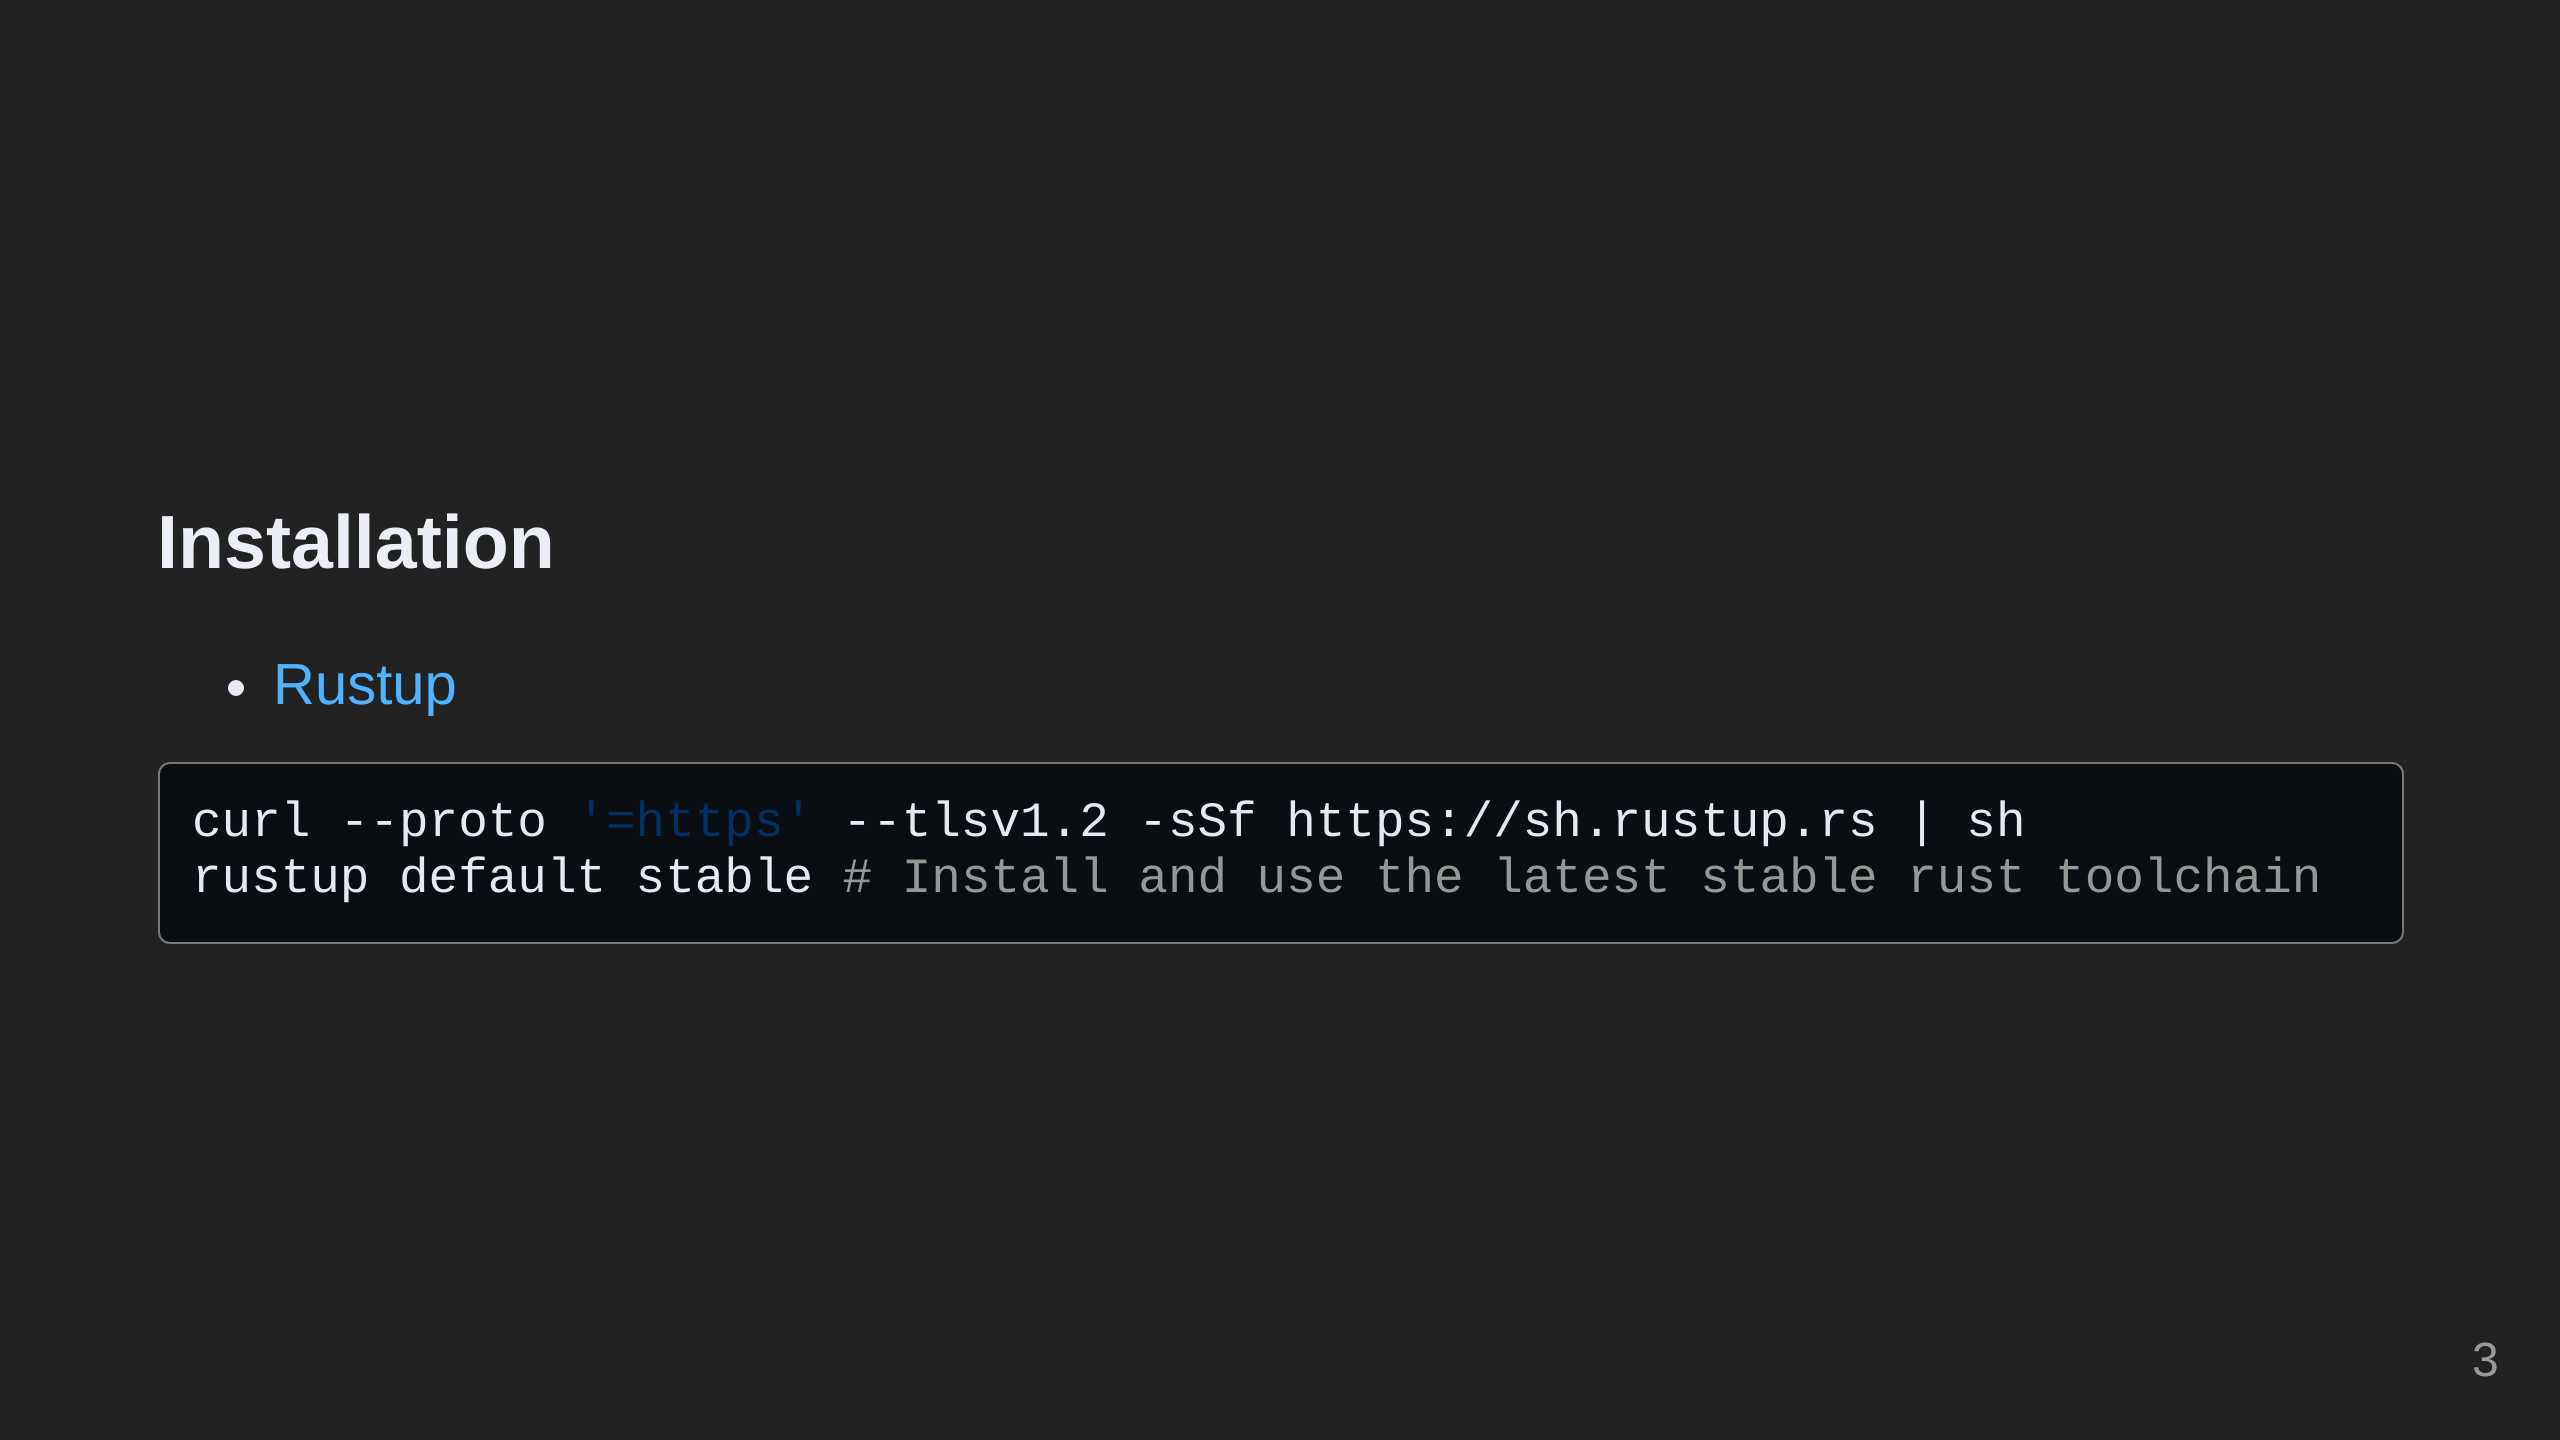 Installation
Rustup
curl --proto '=https' --tlsv1.2 -sSf https://sh.rustup.rs | sh
rustup default stable # Install and use the latest stable rust toolchain
3